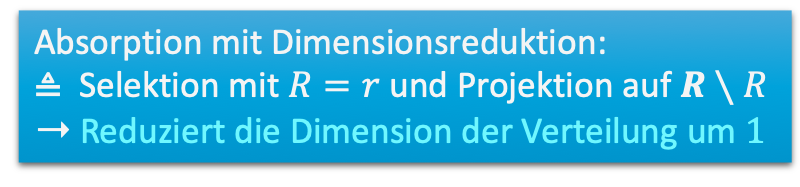 Absorption mit Dimensionsreduktion:
≙ Selektion mit 𝑅 = 𝑟 und Projektion auf 𝑹 \ 𝑅
→ Reduziert die Dimension der Verteilung um 1